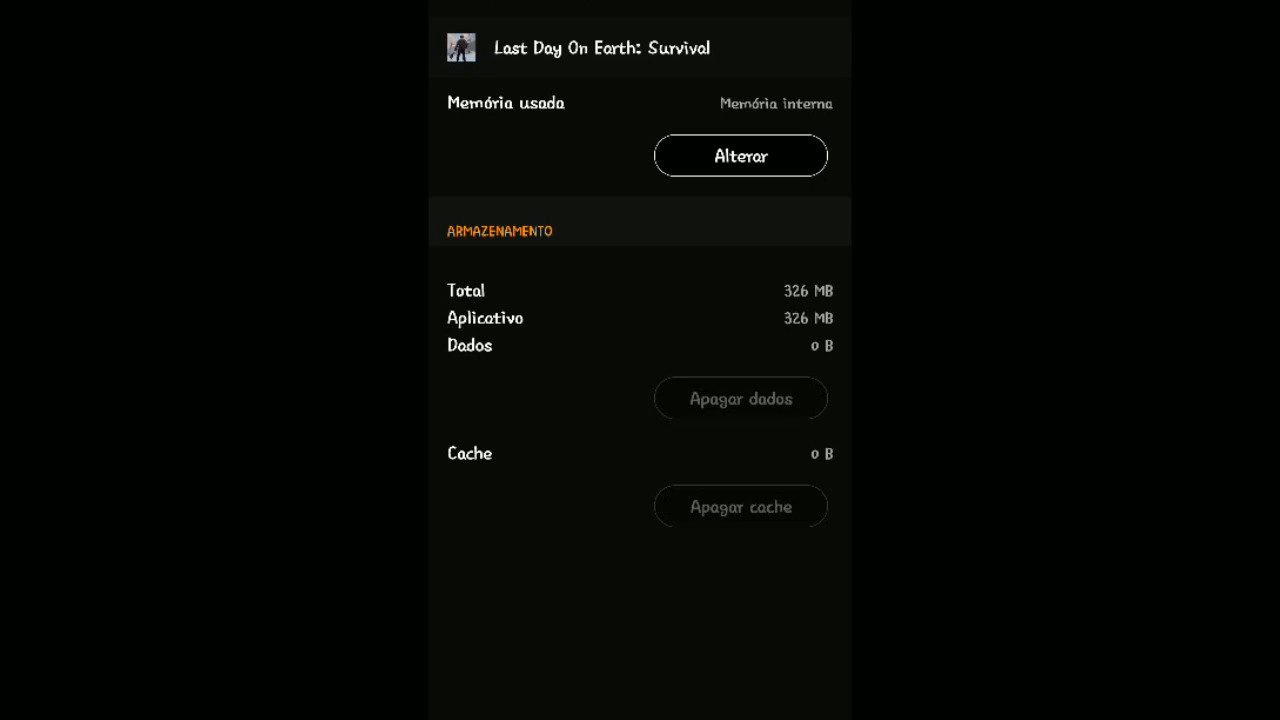 Last Day On Earth: Survival
Memória usada Memória interna
Alterar
ARMAZENAMENTO
Total 326 MB
Aplicativo 326 MB
Dados 0 B
Apagar dados
Cache 0 B
Apagar cache